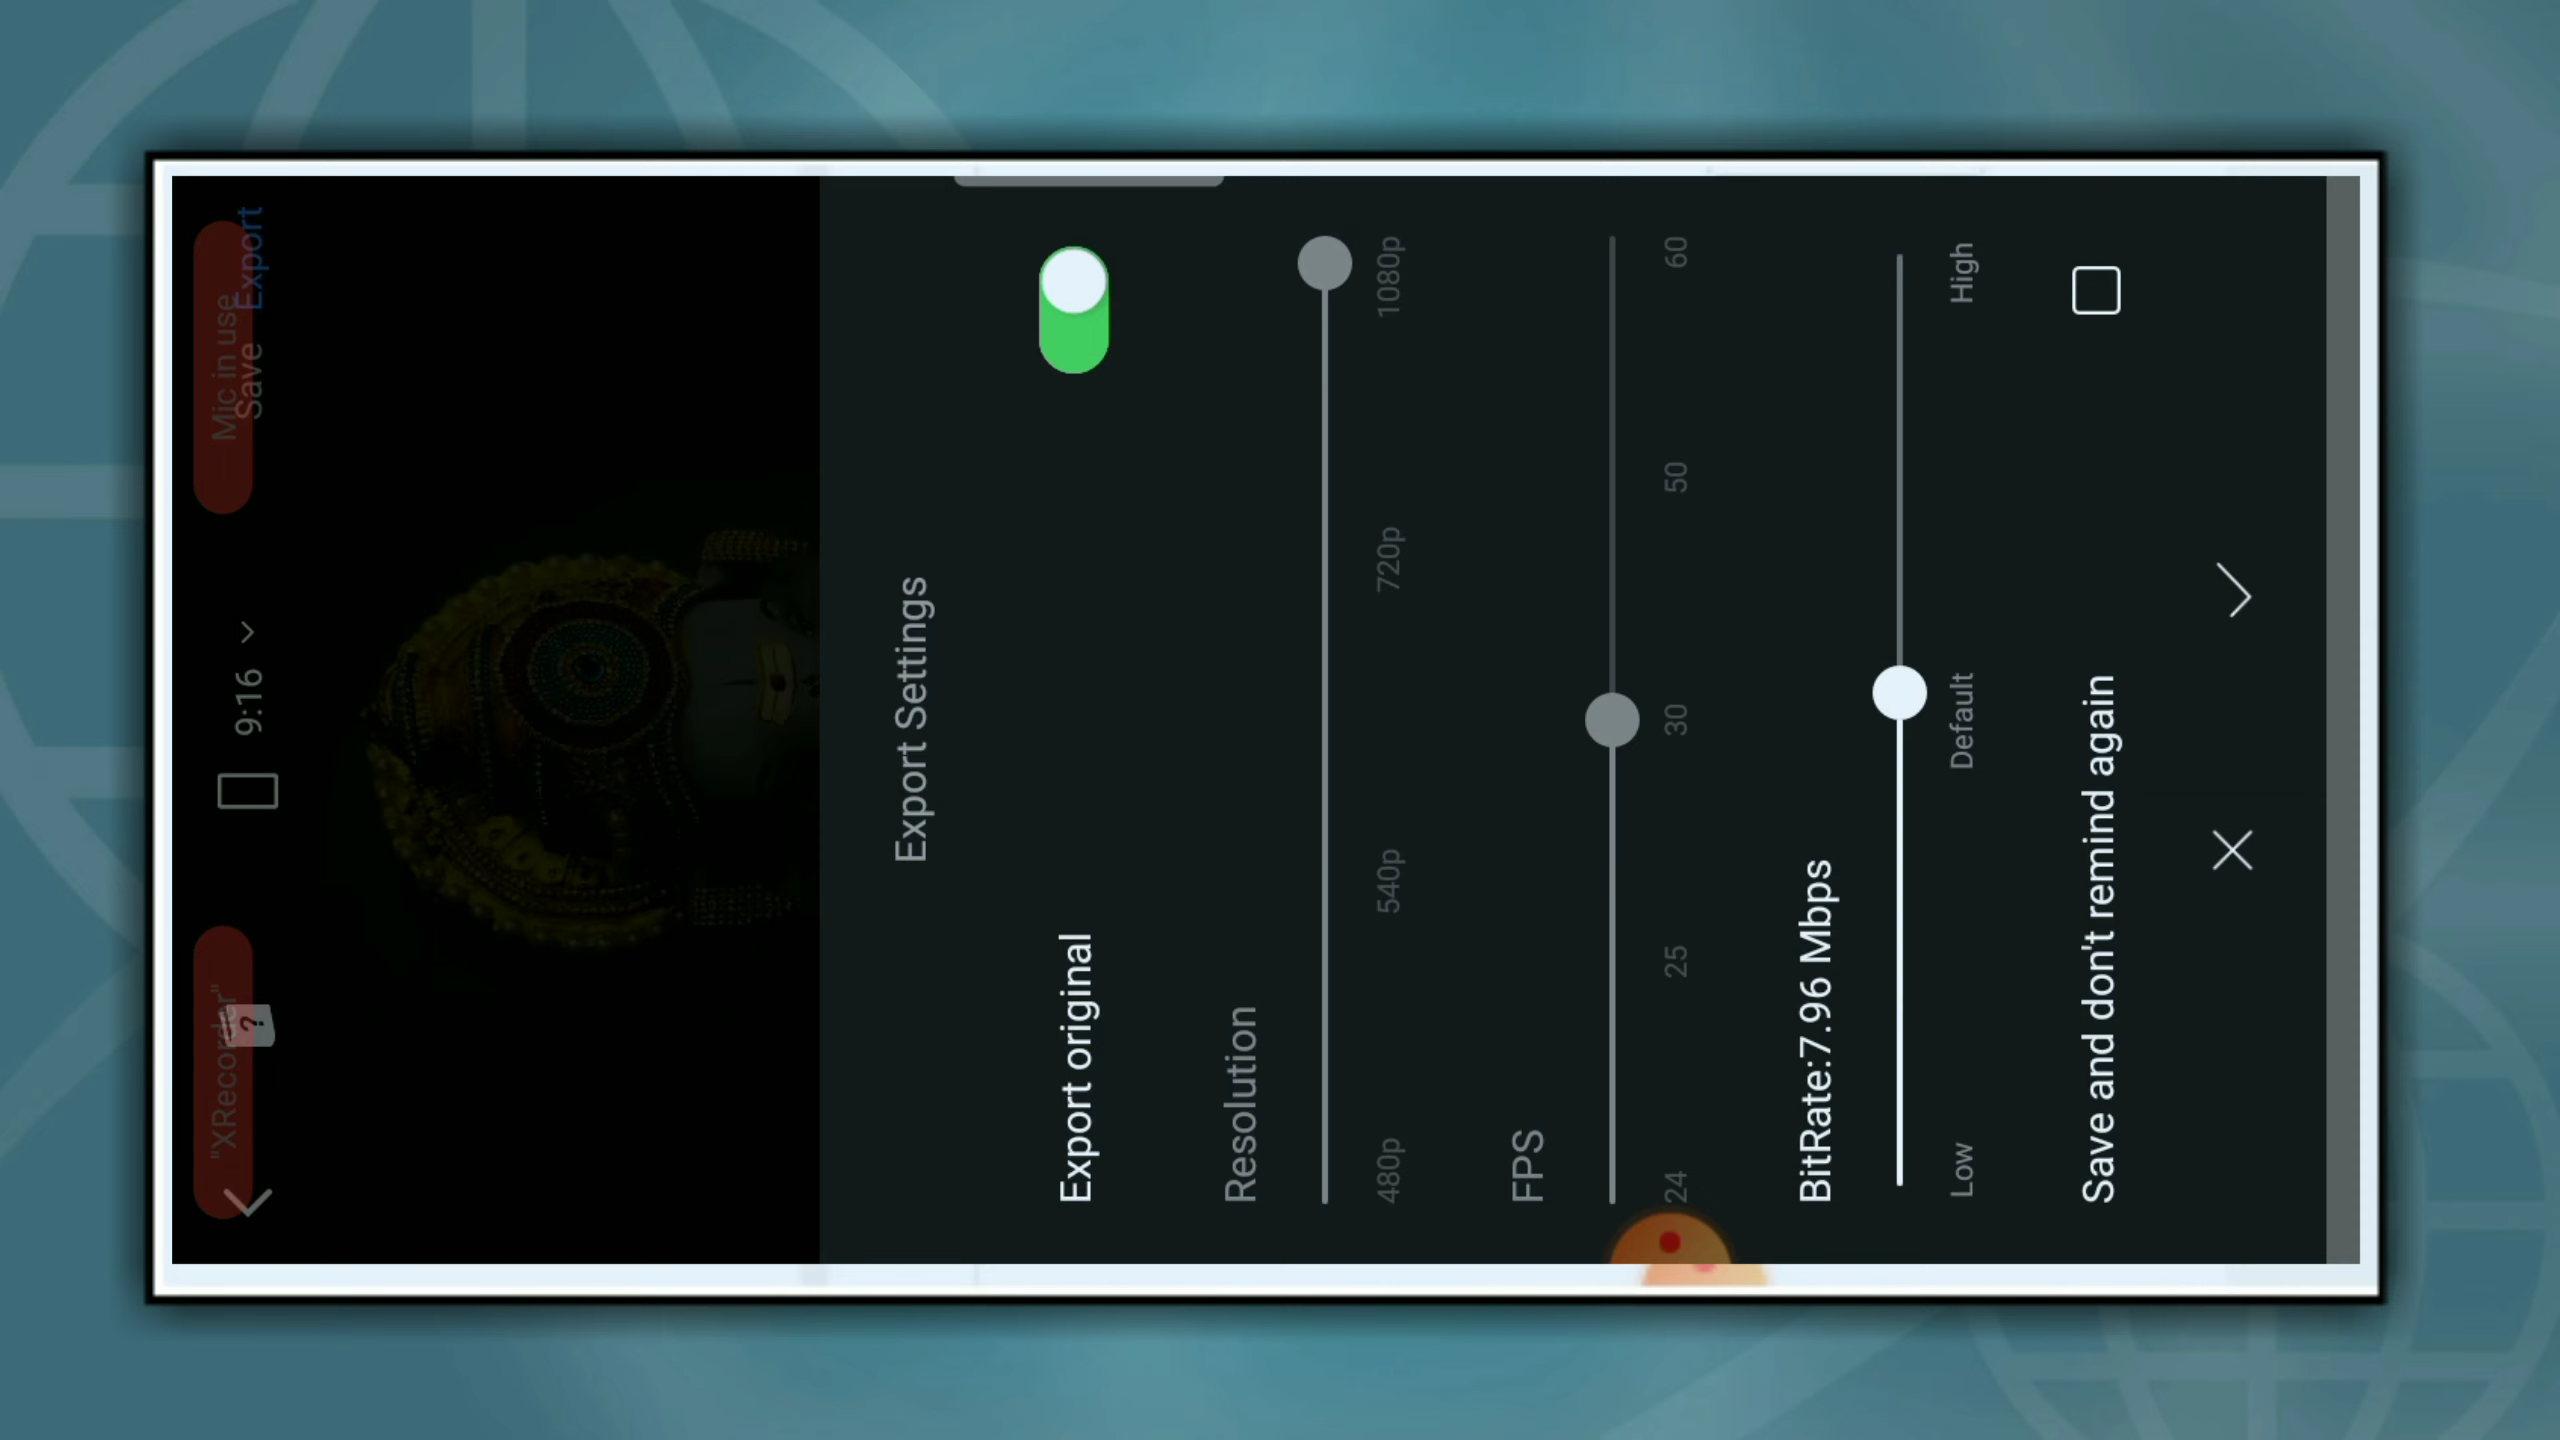 "XRecorder" Mic in use
? 9:16 Save Export
Export Settings
Export original
Resolution
480p 540p 720p 1080p
FPS
24 25 30 50 60
BitRate:7.96 Mbps
Low Default High
Save and don't remind again